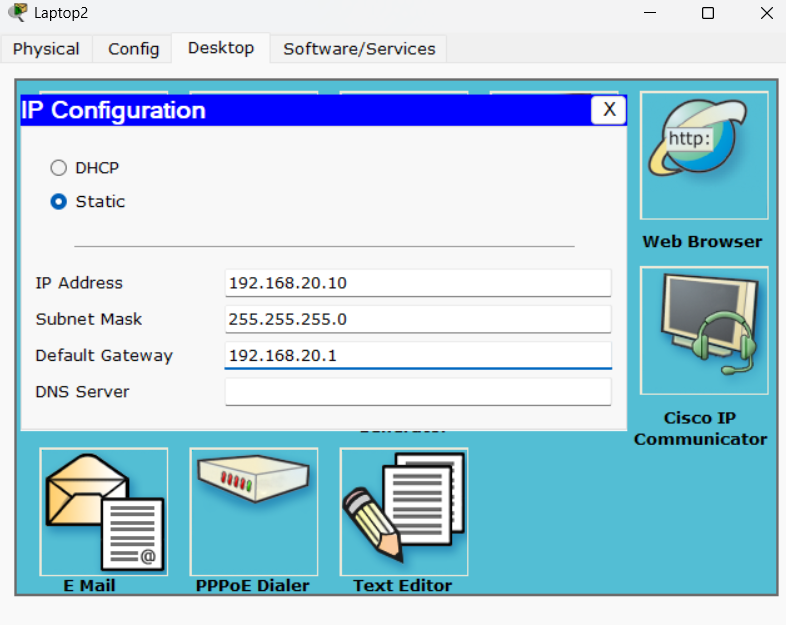 Laptop2
Physical Config Desktop Software/Services
IP Configuration X
DHCP
Static
IP Address 192.168.20.10
Subnet Mask 255.255.255.0
Default Gateway 192.168.20.1
DNS Server
http:
Web Browser
Cisco IP
Communicator
@
E Mail PPPoE Dialer Text Editor